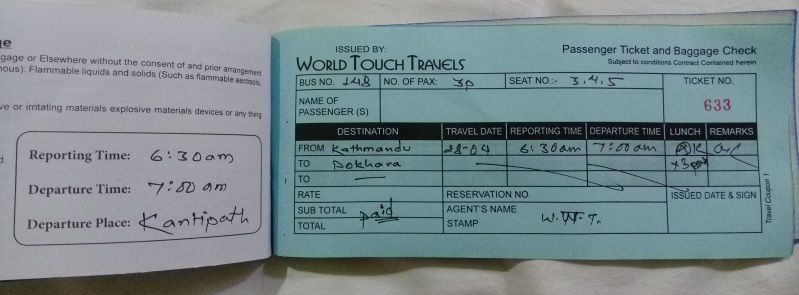 ge
gage or Elsewhere without the consent of and prior arrangement
nous): Flammable liquids and solids (Such as flammable aerosols,
ve or irritating materials explosive materials devices or any thing
d.
Reporting Time: 6:30am
Departure Time: 7:00 am
Departure Place: Kantipath
ISSUED BY:
WORLD TOUCH TRAVELS
Passenger Ticket and Baggage Check
Subject to conditions Contract Contained herein
BUS NO. 148 NO. OF PAX: 3p SEAT NO.:- 3,4,5 TICKET NO.
633
NAME OF
PASSENGER (S)
DESTINATION TRAVEL DATE REPORTING TIME DEPARTURE TIME LUNCH REMARKS
FROM Kathmandu 28-04 6:30am 7:00am OK
TO Pokhara x3
TO —
RATE RESERVATION NO. ISSUED DATE & SIGN
SUB TOTAL paid AGENT'S NAME
TOTAL STAMP W.W.T.
Travel Coupon 1